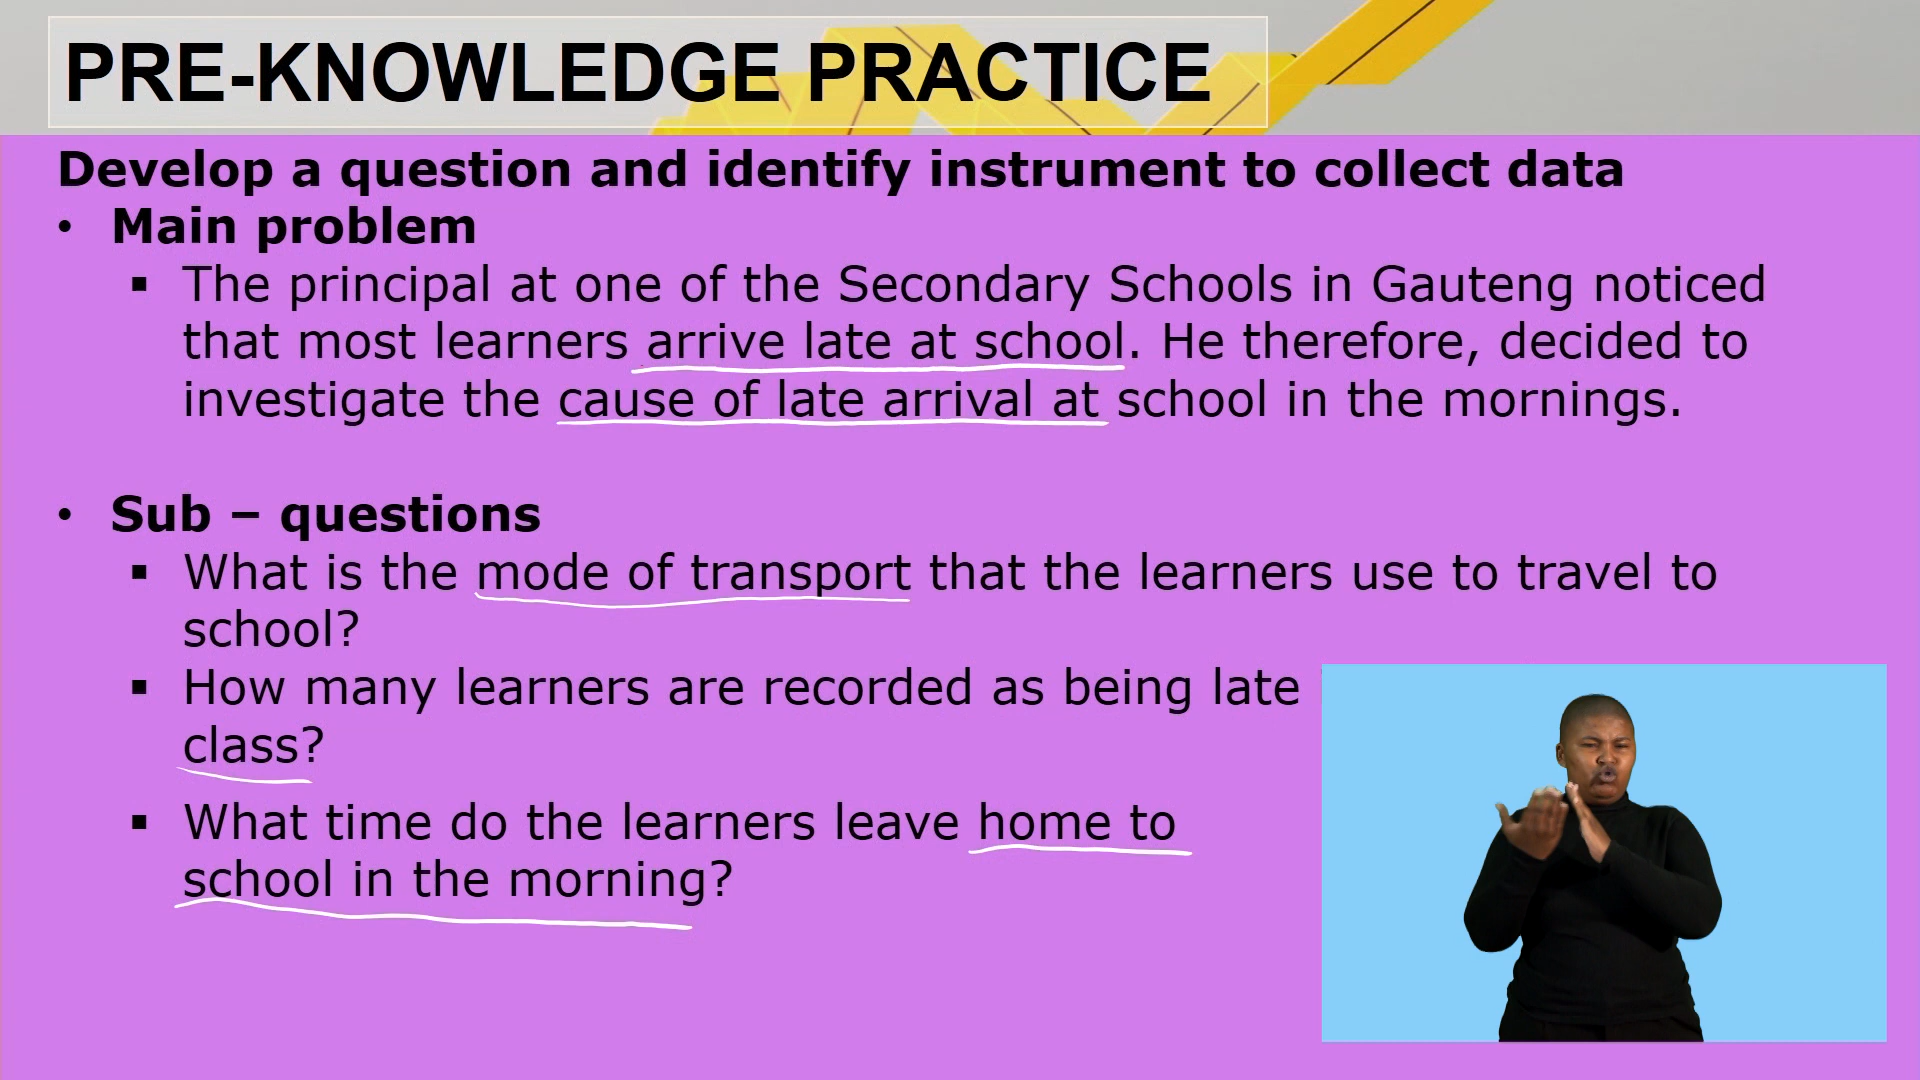 PRE-KNOWLEDGE PRACTICE
Develop a question and identify instrument to collect data
• Main problem
▪ The principal at one of the Secondary Schools in Gauteng noticed
that most learners arrive late at school. He therefore, decided to
investigate the cause of late arrival at school in the mornings.
• Sub – questions
▪ What is the mode of transport that the learners use to travel to
school?
▪ How many learners are recorded as being late
class?
▪ What time do the learners leave home to
school in the morning?